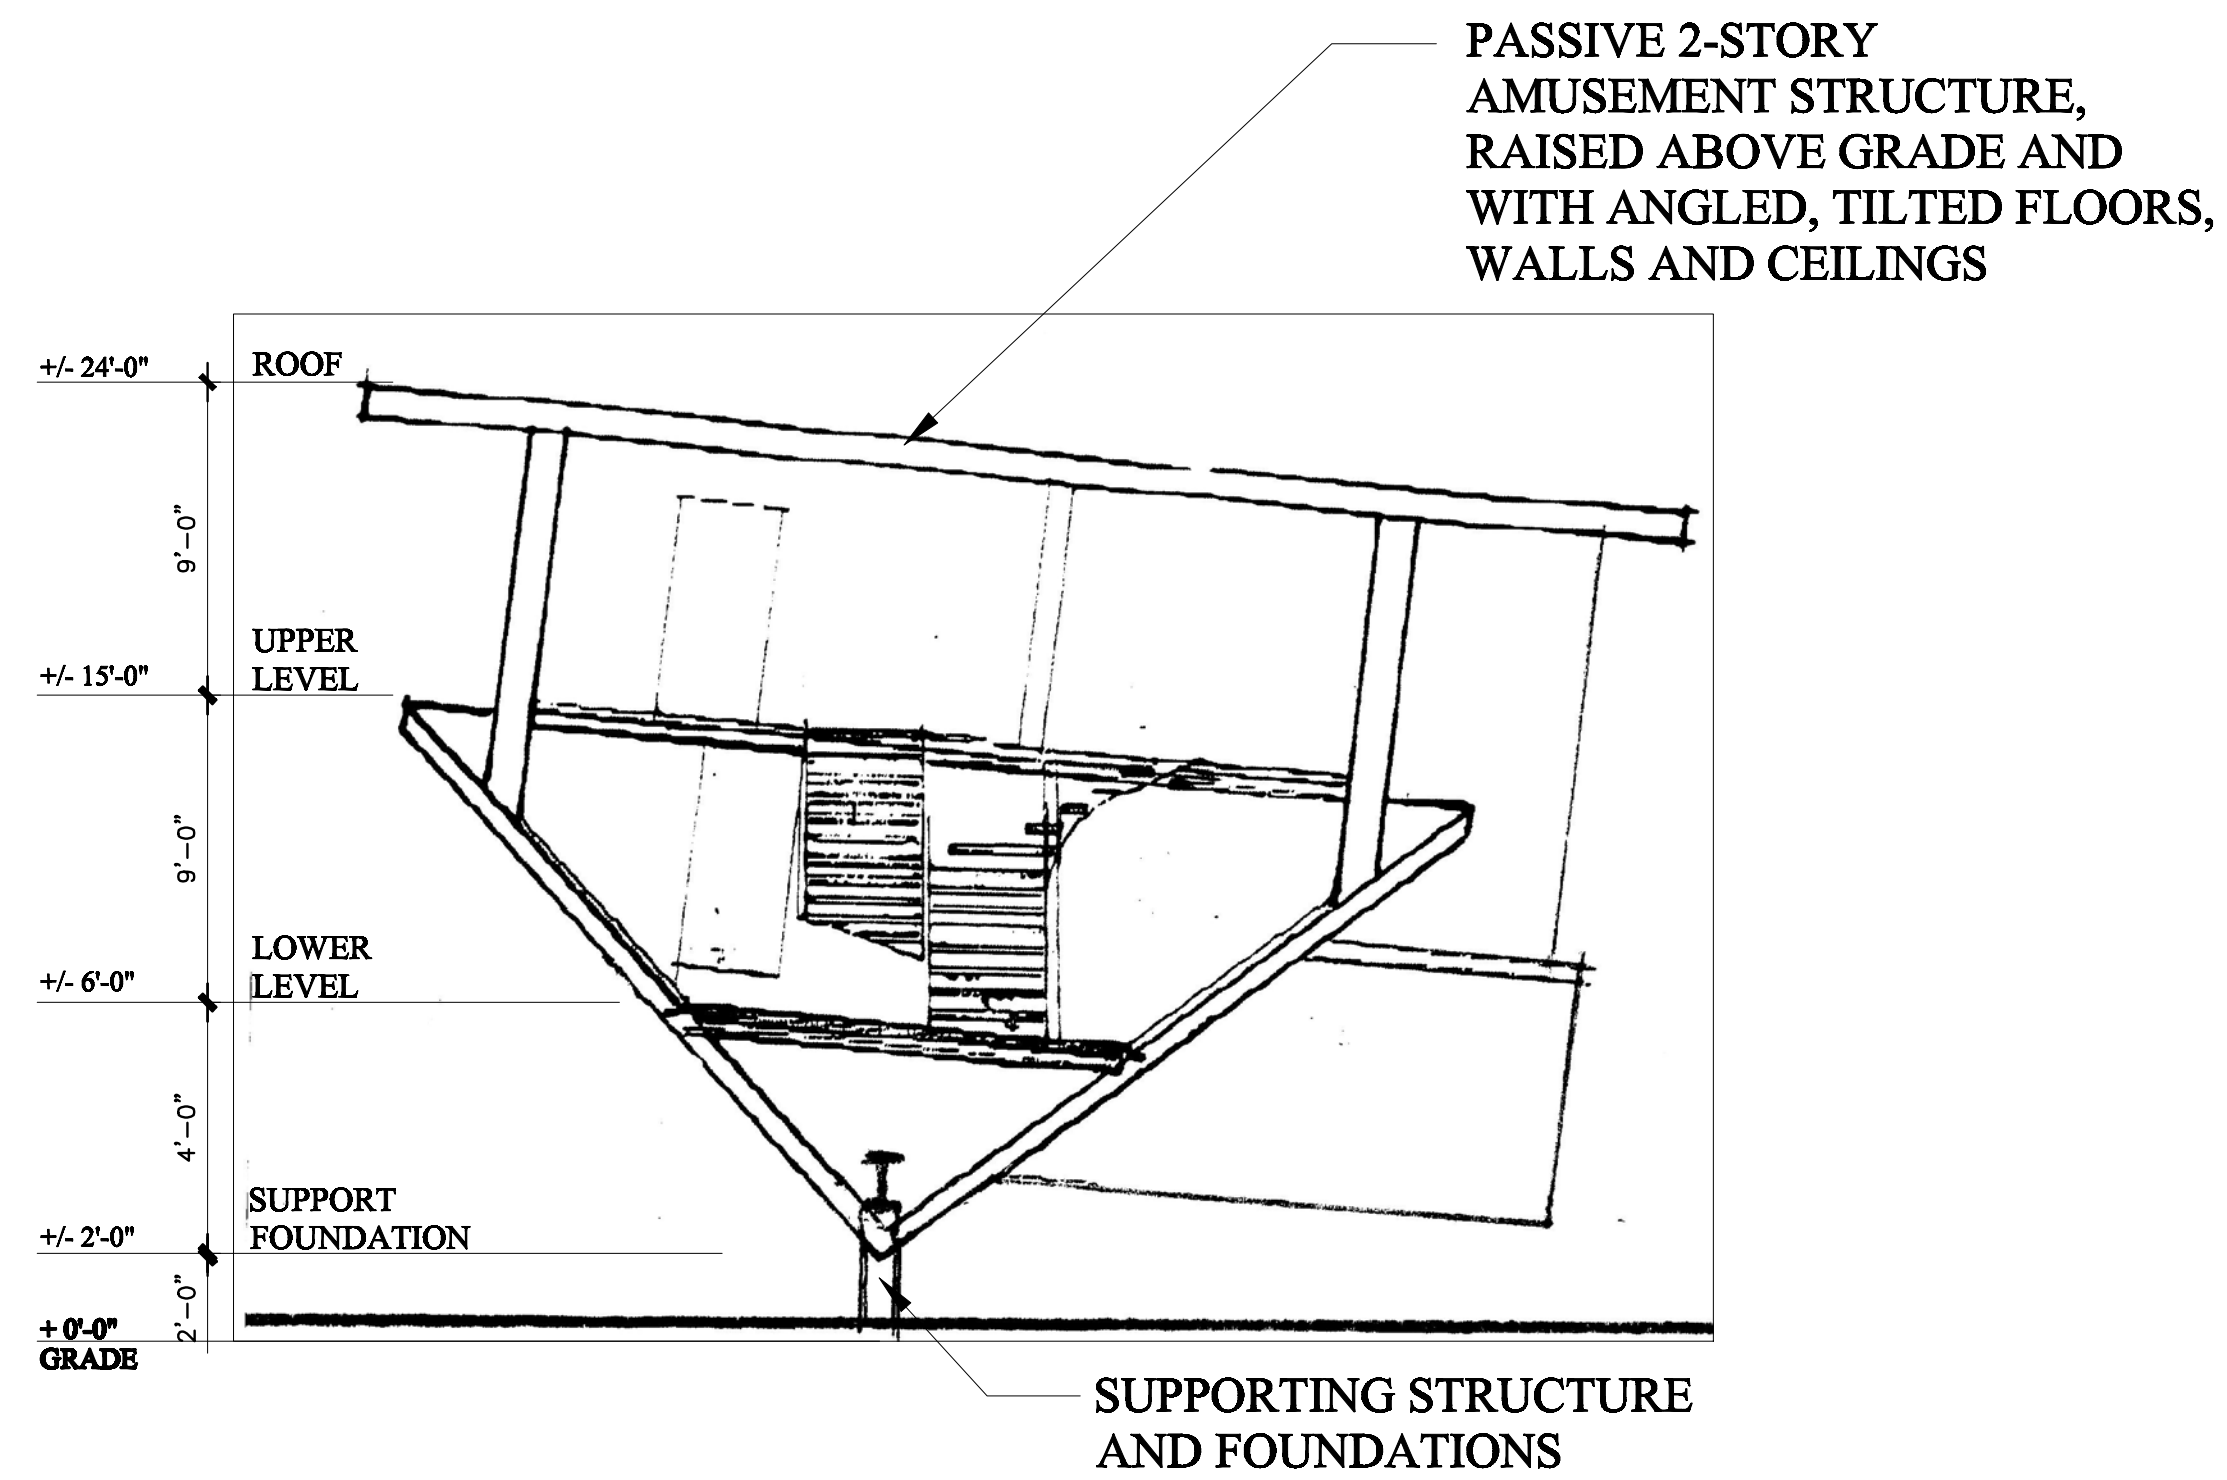 PASSIVE 2-STORY
AMUSEMENT STRUCTURE,
RAISED ABOVE GRADE AND
WITH ANGLED, TILTED FLOORS,
WALLS AND CEILINGS
+/- 24'-0"
ROOF
9'-0"
UPPER
LEVEL
+/- 15'-0"
9'-0"
LOWER
LEVEL
+/- 6'-0"
4'-0"
SUPPORT
FOUNDATION
+/- 2'-0"
2'-0"
+ 0'-0"
GRADE
SUPPORTING STRUCTURE
AND FOUNDATIONS